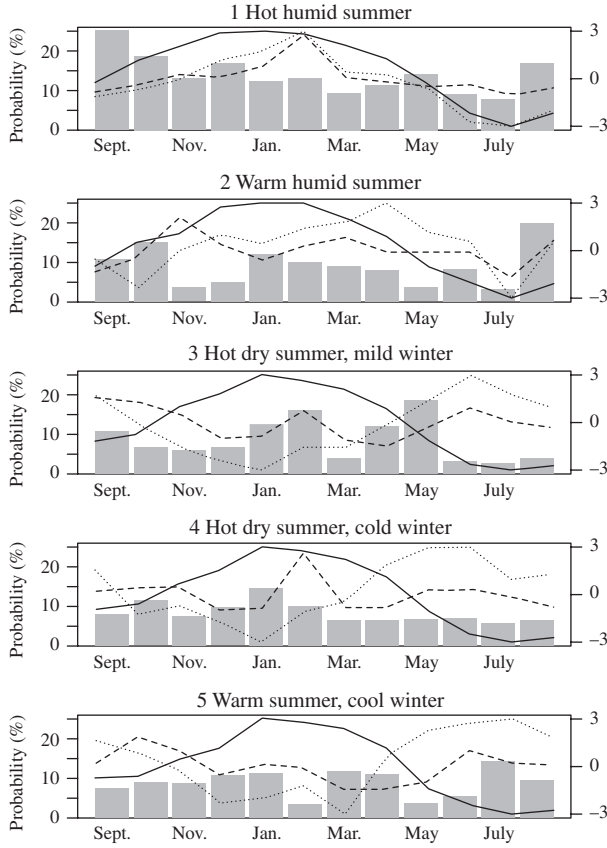 1 Hot humid summer
Probability (%)
20
10
0
3
0
−3
Sept. Nov. Jan. Mar. May July
2 Warm humid summer
Probability (%)
20
10
0
3
0
−3
Sept. Nov. Jan. Mar. May July
3 Hot dry summer, mild winter
Probability (%)
20
10
0
3
0
−3
Sept. Nov. Jan. Mar. May July
4 Hot dry summer, cold winter
Probability (%)
20
10
0
3
0
−3
Sept. Nov. Jan. Mar. May July
5 Warm summer, cool winter
Probability (%)
20
10
0
3
0
−3
Sept. Nov. Jan. Mar. May July